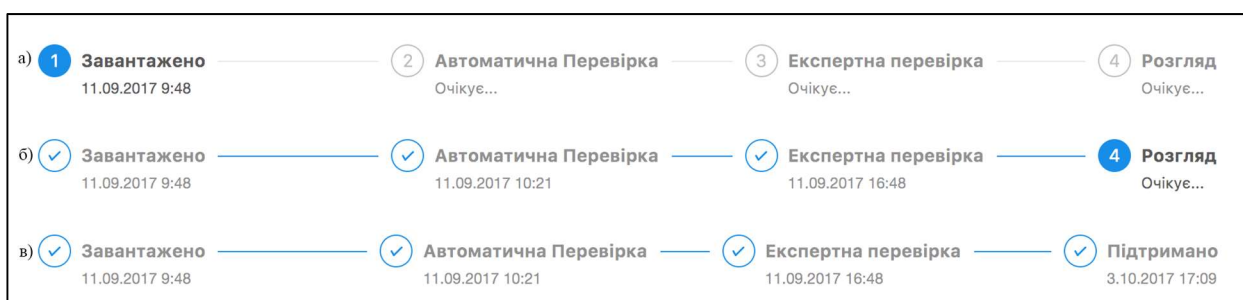 а) 1 Завантажено 2 Автоматична Перевірка 3 Експертна перевірка 4 Розгляд
11.09.2017 9:48 Очікує... Очікує... Очікує...
б) Завантажено Автоматична Перевірка Експертна перевірка 4 Розгляд
11.09.2017 9:48 11.09.2017 10:21 11.09.2017 16:48 Очікує...
в) Завантажено Автоматична Перевірка Експертна перевірка Підтримано
11.09.2017 9:48 11.09.2017 10:21 11.09.2017 16:48 3.10.2017 17:09